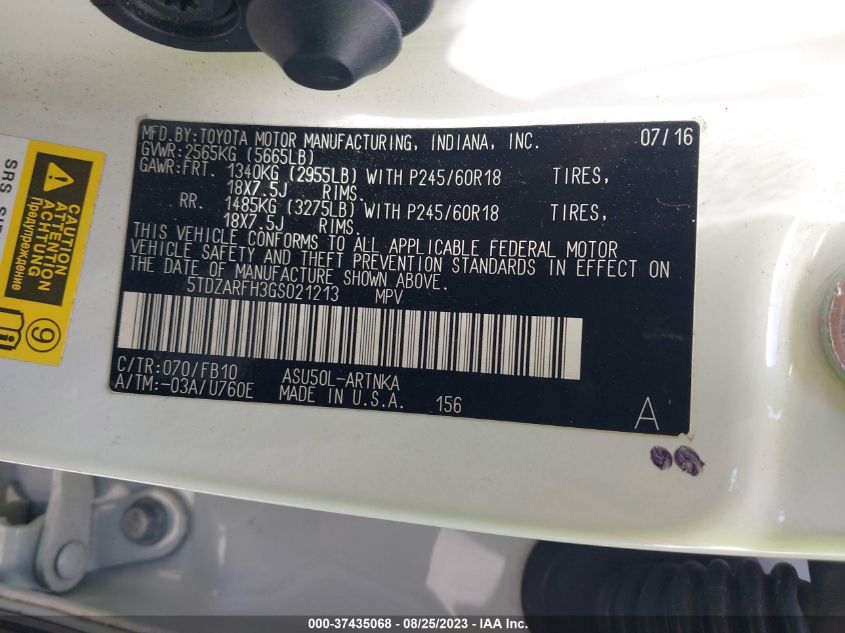 MFD.BY:TOYOTA MOTOR MANUFACTURING, INDIANA, INC. 07/16
GVWR:2565KG (5665LB)
GAWR:FRT. 1340KG (2955LB) WITH P245/60R18 TIRES,
18X7.5J RIMS.
RR. 1485KG (3275LB) WITH P245/60R18 TIRES,
18X7.5J RIMS.
THIS VEHICLE CONFORMS TO ALL APPLICABLE FEDERAL MOTOR
VEHICLE SAFETY AND THEFT PREVENTION STANDARDS IN EFFECT ON
THE DATE OF MANUFACTURE SHOWN ABOVE.
5TDZARFH3GS021213 MPV
C/TR:070/FB10 ASU50L-ARTNKA
A/TM:-03A/U760E MADE IN U.S.A. 156 A
SRS
CAUTION
ATTENTION
ACHTUNG
Предупреждение
9
000-37435068 - 08/25/2023 - IAA Inc.